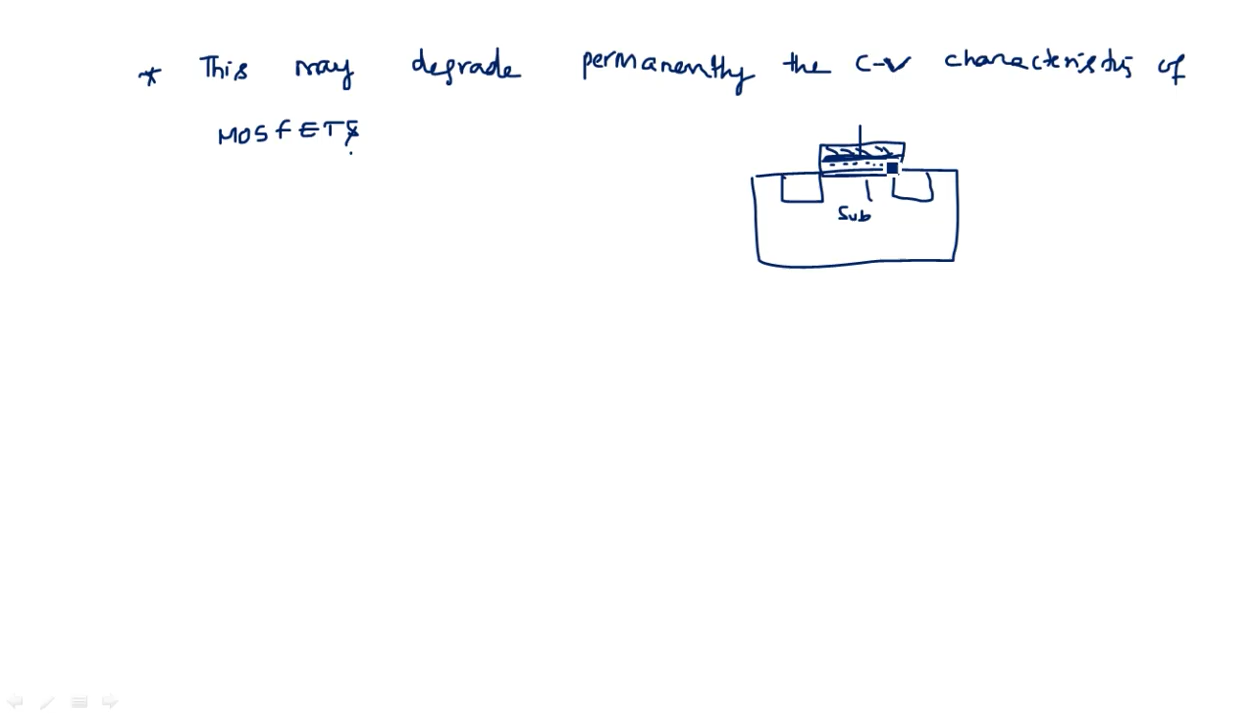 * This may degrade permanently the C-V characteristics of
MOSFETs
Sub